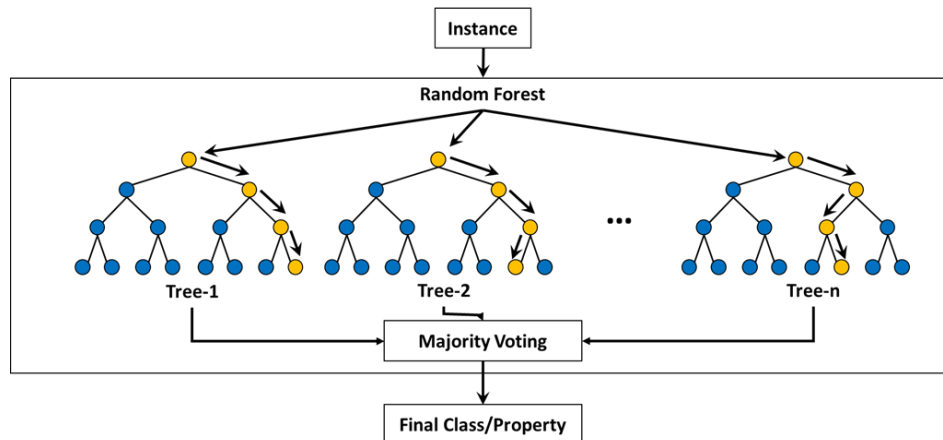 Instance
Random Forest
...
Tree-1
Tree-2
Tree-n
Majority Voting
Final Class/Property